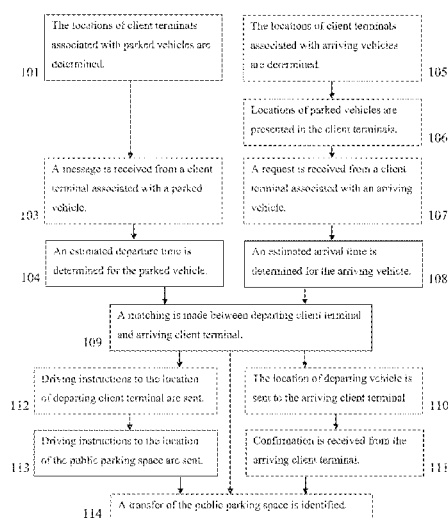 The locations of client terminals
associated with parked vehicles are
determined.
101
The locations of client terminals
associated with arriving vehicles
are determined.
105
Locations of parked vehicles are
presented in the client terminals.
106
A message is received from a client
terminal associated with a parked
vehicle.
103
A request is received from a client
terminal associated with an arriving
vehicle.
107
An estimated departure time is
determined for the parked vehicle.
104
An estimated arrival time is
determined for the arriving vehicle.
108
A matching is made between departing client terminal
and arriving client terminal.
109
Driving instructions to the location
of departing client terminal are sent.
112
The location of departing vehicle is
sent to the arriving client terminal
110
Driving instructions to the location
of the public parking space are sent.
113
Confirmation is received from the
arriving client terminal.
111
A transfer of the public parking space is identified.
114